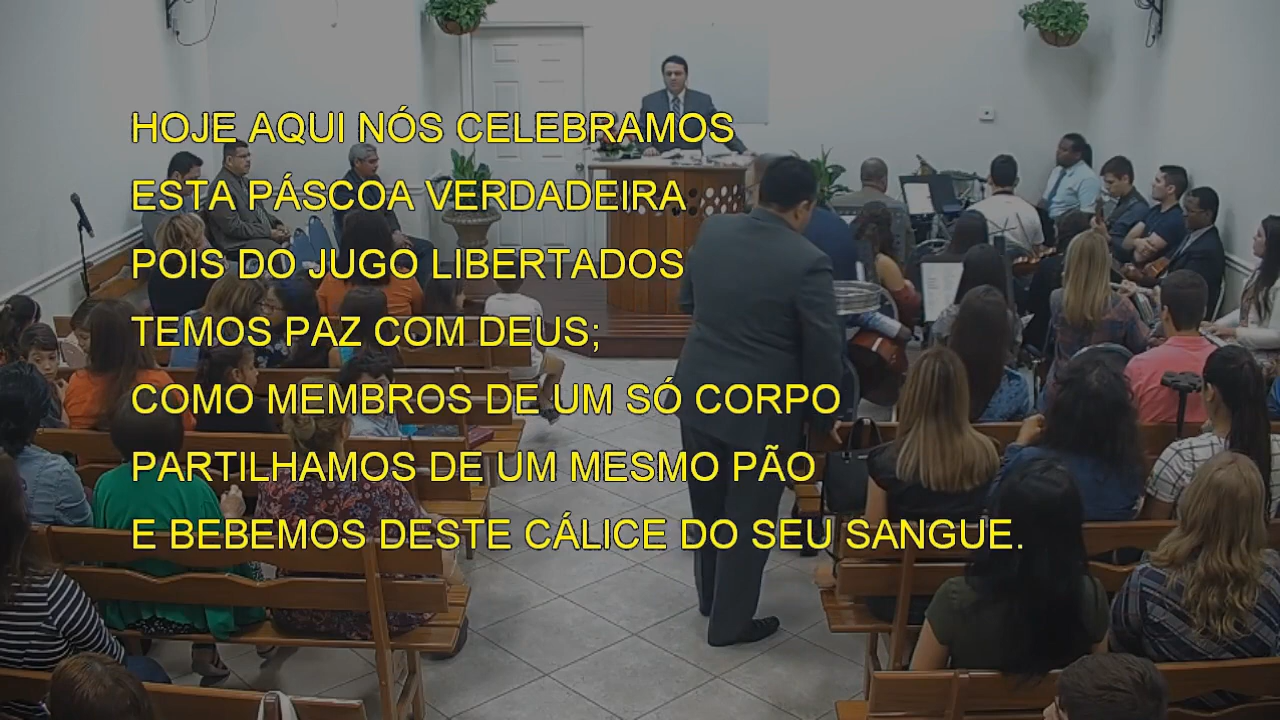 HOJE AQUI NÓS CELEBRAMOS
ESTA PÁSCOA VERDADEIRA
POIS DO JUGO LIBERTADOS
TEMOS PAZ COM DEUS;
COMO MEMBROS DE UM SÓ CORPO
PARTILHAMOS DE UM MESMO PÃO
E BEBEMOS DESTE CÁLICE DO SEU SANGUE.